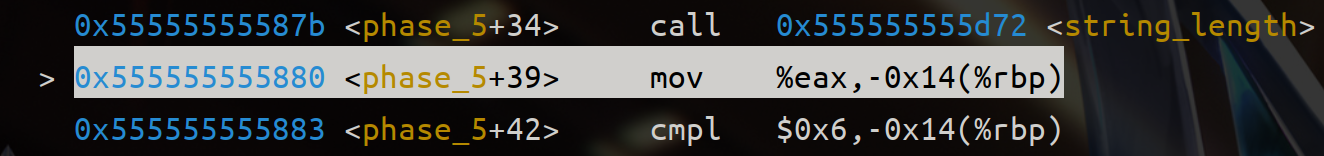 0x55555555587b <phase_5+34> call 0x555555555d72 <string_length>
> 0x555555555880 <phase_5+39> mov %eax,-0x14(%rbp)
0x555555555883 <phase_5+42> cmpl $0x6,-0x14(%rbp)